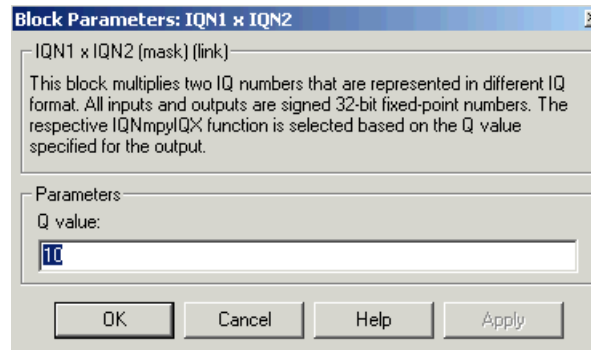 Block Parameters: IQN1 x IQN2
IQN1 x IQN2 (mask) (link)
This block multiplies two IQ numbers that are represented in different IQ
format. All inputs and outputs are signed 32-bit fixed-point numbers. The
respective IQNmpyIQX function is selected based on the Q value
specified for the output.
Parameters
Q value:
10
OK Cancel Help Apply